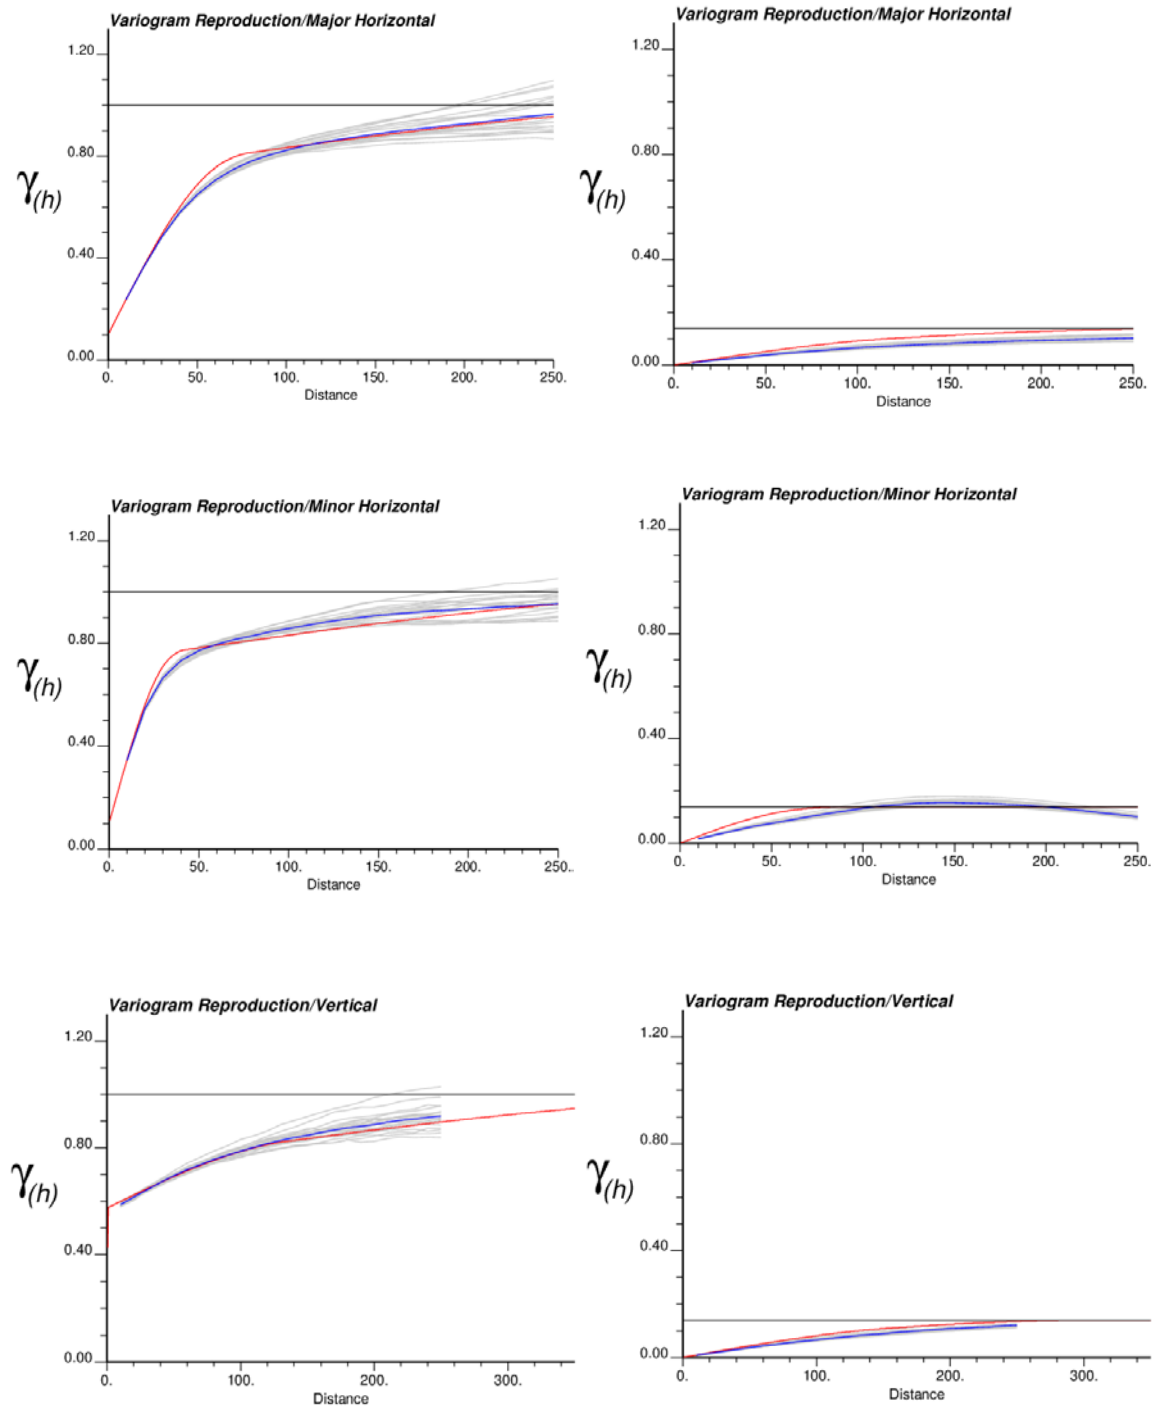 Variogram Reproduction/Major Horizontal
1.20
0.80
γ(h)
0.40
0.00
0. 50. 100. 150. 200. 250.
Distance
Variogram Reproduction/Major Horizontal
1.20
0.80
γ(h)
0.40
0.00
0. 50. 100. 150. 200. 250.
Distance
Variogram Reproduction/Minor Horizontal
1.20
0.80
γ(h)
0.40
0.00
0. 50. 100. 150. 200. 250.
Distance
Variogram Reproduction/Minor Horizontal
1.20
0.80
γ(h)
0.40
0.00
0. 50. 100. 150. 200. 250.
Distance
Variogram Reproduction/Vertical
1.20
0.80
γ(h)
0.40
0.00
0. 100. 200. 300.
Distance
Variogram Reproduction/Vertical
1.20
0.80
γ(h)
0.40
0.00
0. 100. 200. 300.
Distance